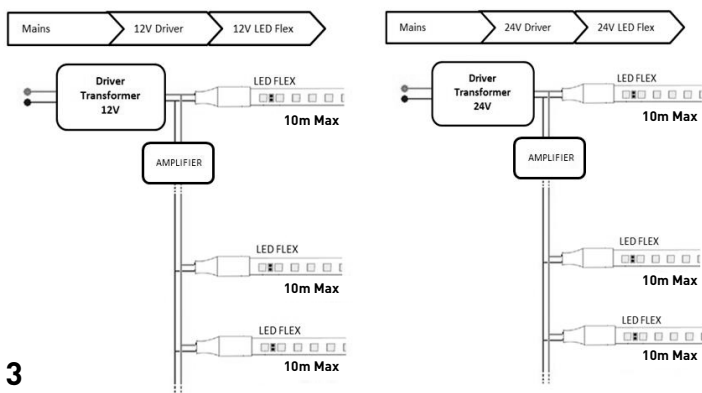 Mains
12V Driver
12V LED Flex
Driver
Transformer
12V
LED FLEX
10m Max
AMPLIFIER
LED FLEX
10m Max
LED FLEX
10m Max
3
Mains
24V Driver
24V LED Flex
Driver
Transformer
24V
LED FLEX
10m Max
AMPLIFIER
LED FLEX
10m Max
LED FLEX
10m Max